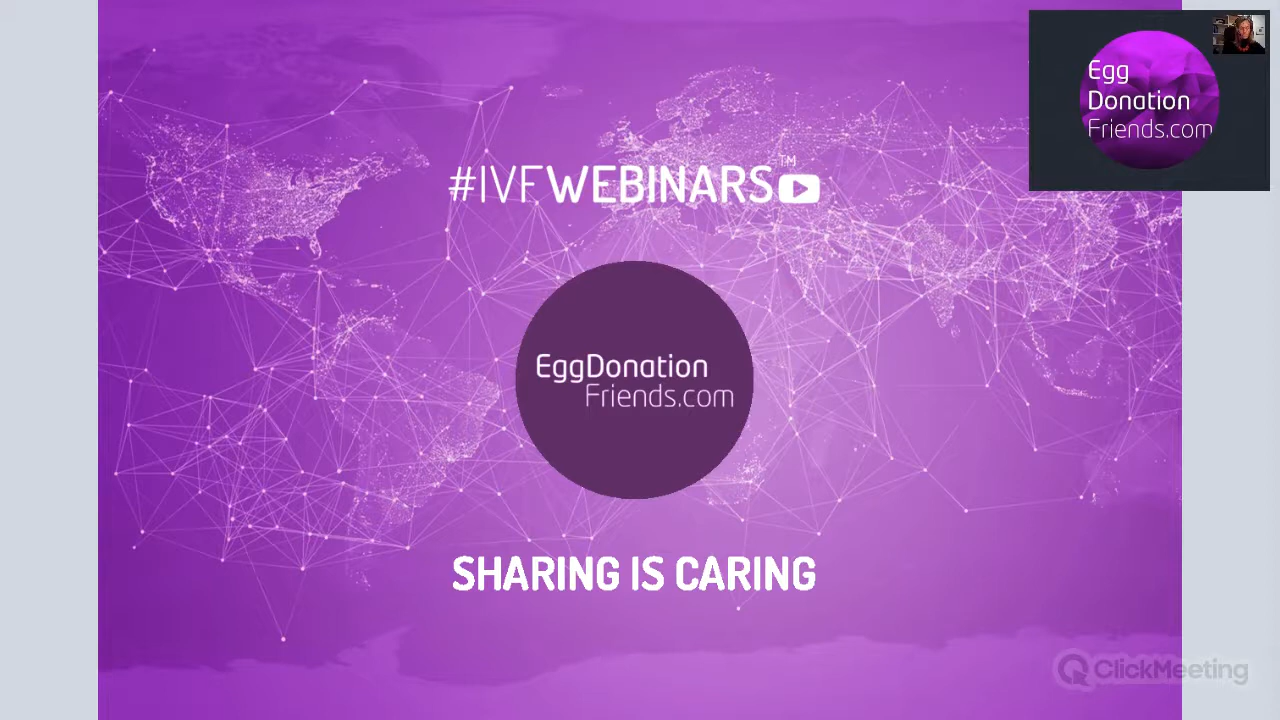 #IVFWEBINARS™
EggDonation
Friends.com
SHARING IS CARING
Egg
Donation
Friends.com
ClickMeeting